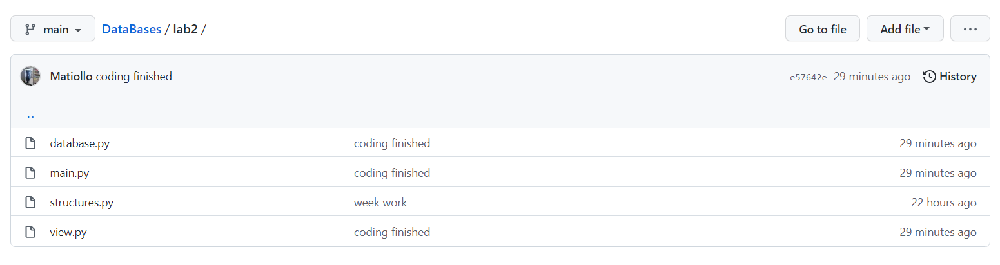 main DataBases / lab2 / Go to file Add file ...
Matiollo coding finished e57642e 29 minutes ago History
..
database.py coding finished 29 minutes ago
main.py coding finished 29 minutes ago
structures.py week work 22 hours ago
view.py coding finished 29 minutes ago